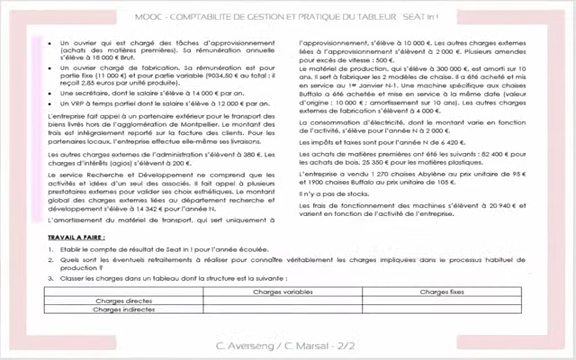 MOOC - COMPTABILITE DE GESTION ET PRATIQUE DU TABLEUR SEAT In !
• Un ouvrier qui est chargé des tâches d'approvisionnement
(achats des matières premières). Sa rémunération annuelle
s'élève à 18 000 € Brut.
• Un ouvrier chargé de fabrication. Sa rémunération est pour
partie fixe (11 000 €) et pour partie variable (9034,50 € au total : il
reçoit 2,85 euros par unité produite).
• Une secrétaire, dont le salaire s'élève à 14 000 € par an.
• Un VRP à temps partiel dont le salaire s'élève à 12 000 € par an.
L'entreprise fait appel à un partenaire extérieur pour le transport des
biens livrés hors de l'agglomération de Montpellier. Le montant des
frais est intégralement reporté sur la facture des clients. Pour les
partenaires locaux, l'entreprise effectue elle-même ses livraisons.
Les autres charges externes de l'administration s'élèvent à 380 €. Les
charges d'intérêts (agios) s'élèvent à 200 €.
Le service Recherche et Développement ne comprend que les
activités et idées d'un seul des associés. Il fait appel à plusieurs
prestataires externes pour valider ses choix esthétiques. Le montant
global des charges externes liées au département recherche et
développement s'élève à 14 342 € pour l'année N.
L'amortissement du matériel de transport, qui sert uniquement à
l'approvisionnement, s'élève à 10 000 €. Les autres charges externes
liées à l'approvisionnement s'élèvent à 2 000 €. Plusieurs amendes
pour excès de vitesse : 500 €.
Le matériel de production, qui s'élève à 300 000 €, est amorti sur 10
ans. Il sert à fabriquer les 2 modèles de chaise. Il a été acheté et mis
en service au 1er Janvier N-1. Une machine spécifique aux chaises
Buffalo a été achetée et mise en service à la même date (valeur
d'origine : 10 000 € ; amortissement sur 10 ans). Les autres charges
externes de fabrication s'élèvent à 4 000 €.
La consommation d'électricité, dont le montant varie en fonction
de l'activité, s'élève pour l'année N à 2 000 €.
Les impôts et taxes sont pour l'année N de 6 420 €.
Les achats de matières premières ont été les suivants : 82 400 € pour
les achats de bois, 25 350 € pour les matières plastiques.
L'entreprise a vendu 1 270 chaises Abylène au prix unitaire de 95 €
et 1900 chaises Buffalo au prix unitaire de 105 €.
Il n'y a pas de stocks.
Les frais de fonctionnement des machines s'élèvent à 20 940 € et
varient en fonction de l'activité de l'entreprise.
TRAVAIL A FAIRE :
1. Etablir le compte de résultat de Seat In ! pour l'année écoulée.
2. Quels sont les éventuels retraitements à réaliser pour connaître véritablement les charges impliquées dans le processus habituel de
production ?
3. Classer les charges dans un tableau dont la structure est la suivante :
Charges variables Charges fixes
Charges directes
Charges indirectes
C. Averseng / C. Marsal - 2/2